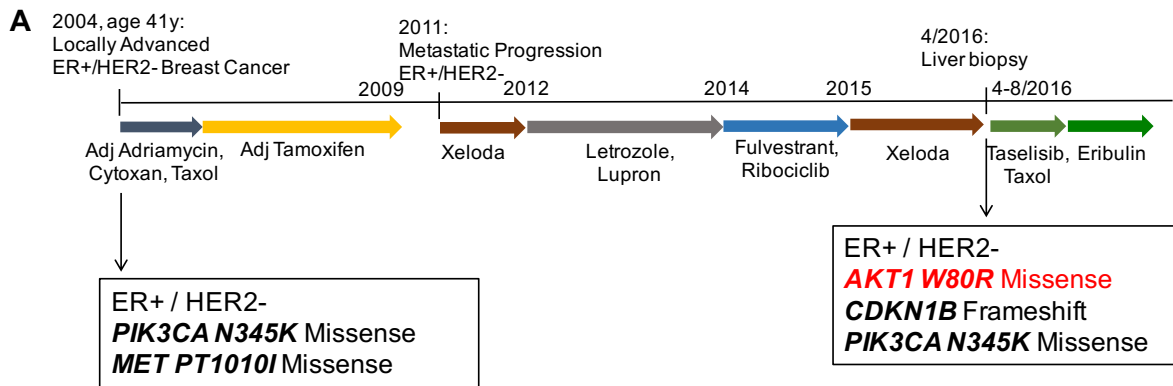 A
2004, age 41y:
Locally Advanced
ER+/HER2- Breast Cancer
2011:
Metastatic Progression
ER+/HER2-
4/2016:
Liver biopsy
2009
2012
2014
2015
4-8/2016
Adj Adriamycin,
Cytoxan, Taxol
Adj Tamoxifen
Xeloda
Letrozole,
Lupron
Fulvestrant,
Ribociclib
Xeloda
Taselisib,
Taxol
Eribulin
ER+ / HER2-
PIK3CA N345K Missense
MET PT1010I Missense
ER+ / HER2-
AKT1 W80R Missense
CDKN1B Frameshift
PIK3CA N345K Missense